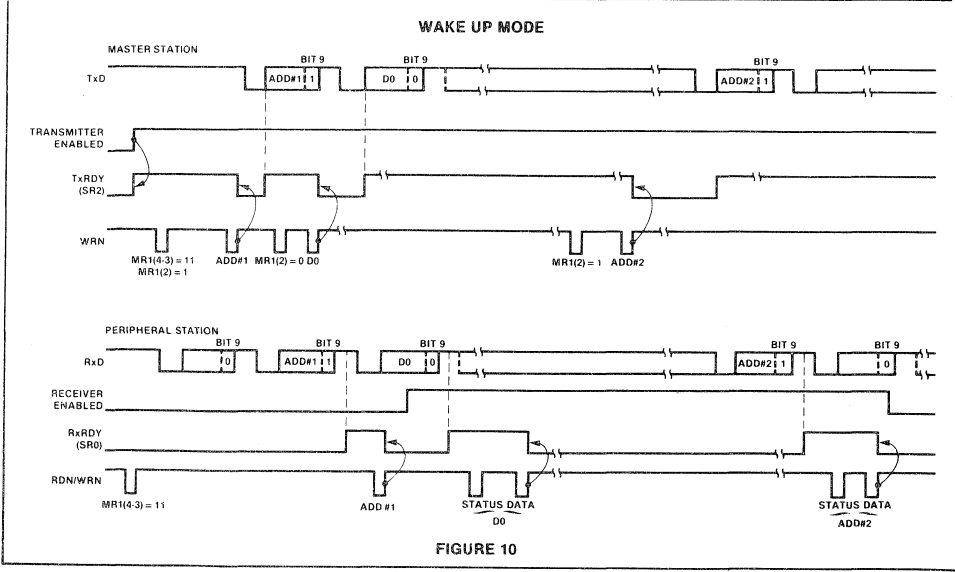 WAKE UP MODE
MASTER STATION
BIT 9 BIT 9 BIT 9
TxD ADD#1 1 D0 0 ADD#2 1
TRANSMITTER
ENABLED
TxRDY
(SR2)
WRN
MR1(4-3) = 11 ADD#1 MR1(2) = 0 D0 MR1(2) = 1 ADD#2
MR1(2) = 1
PERIPHERAL STATION
BIT 9 BIT 9 BIT 9 BIT 9 BIT 9
RxD 0 ADD#1 1 D0 0 ADD#2 1 0
RECEIVER
ENABLED
RxRDY
(SR0)
RDN/WRN
MR1(4-3) = 11 ADD #1 STATUS DATA STATUS DATA
D0 ADD#2
FIGURE 10